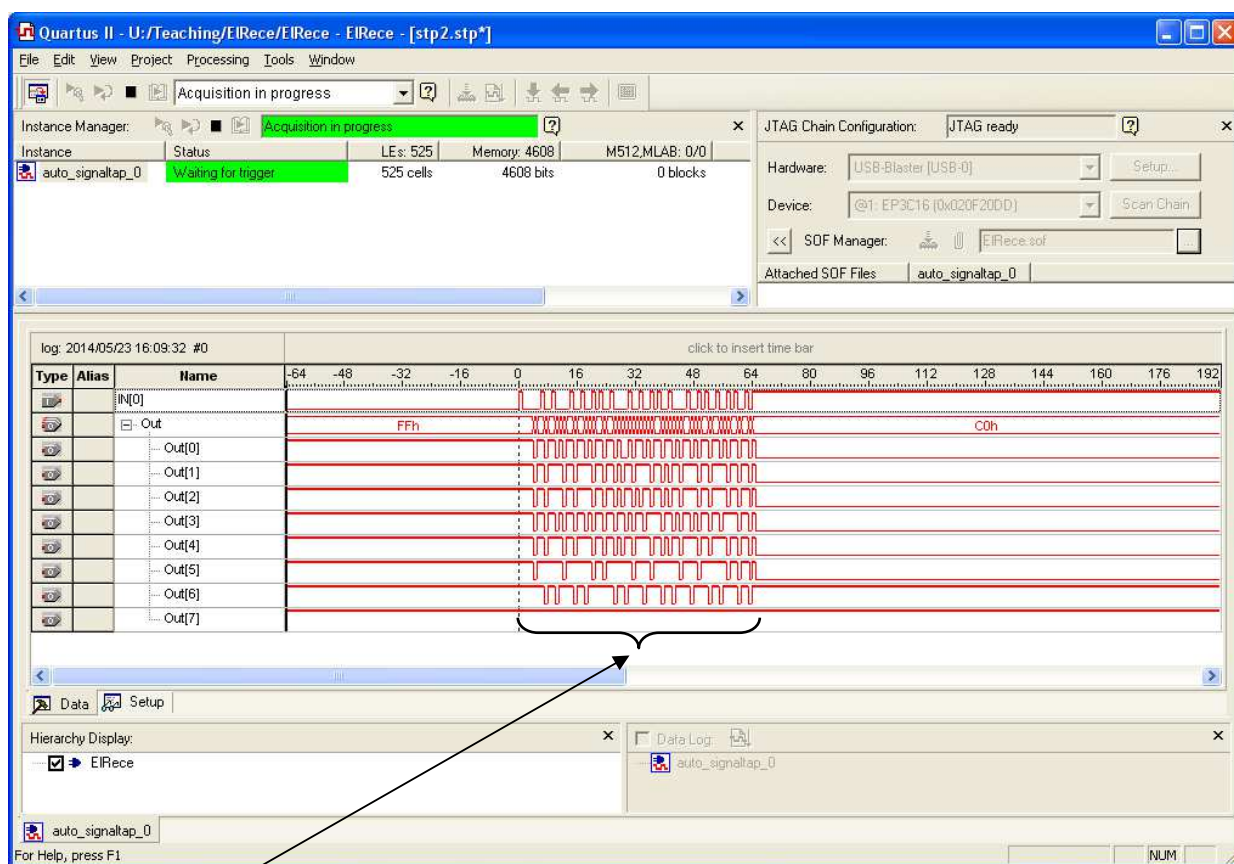 Quartus II - U:/Teaching/EIRece/EIRece - EIRece - [stp2.stp*]
File Edit View Project Processing Tools Window
Acquisition in progress
Instance Manager: Acquisition in progress
Instance Status LEs: 525 Memory: 4608 M512,MLAB: 0/0
auto_signaltap_0 Waiting for trigger 525 cells 4608 bits 0 blocks
JTAG Chain Configuration: JTAG ready
Hardware: USB-Blaster [USB-0] Setup...
Device: @1: EP3C16 (0x020F20DD) Scan Chain
<< SOF Manager: EIRece.sof ...
Attached SOF Files auto_signaltap_0
log: 2014/05/23 16:09:32 #0 click to insert time bar
Type Alias Name -64 -48 -32 -16 0 16 32 48 64 80 96 112 128 144 160 176 192
IN[0]
Out FFh C0h
Out[0]
Out[1]
Out[2]
Out[3]
Out[4]
Out[5]
Out[6]
Out[7]
Data Setup
Hierarchy Display:
EIRece
Data Log:
auto_signaltap_0
auto_signaltap_0
For Help, press F1 NUM